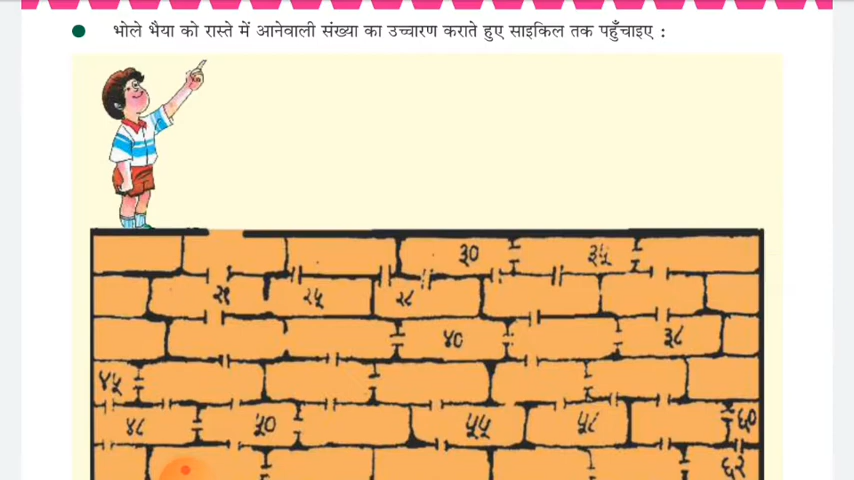 भोले भैया को रास्ते में आनेवाली संख्या का उच्चारण कराते हुए साइकिल तक पहुँचाइए :
३० ३५
२१ २५ २८
४० ३८
४५
४८ ५० ५५ ५८ ६०
६२